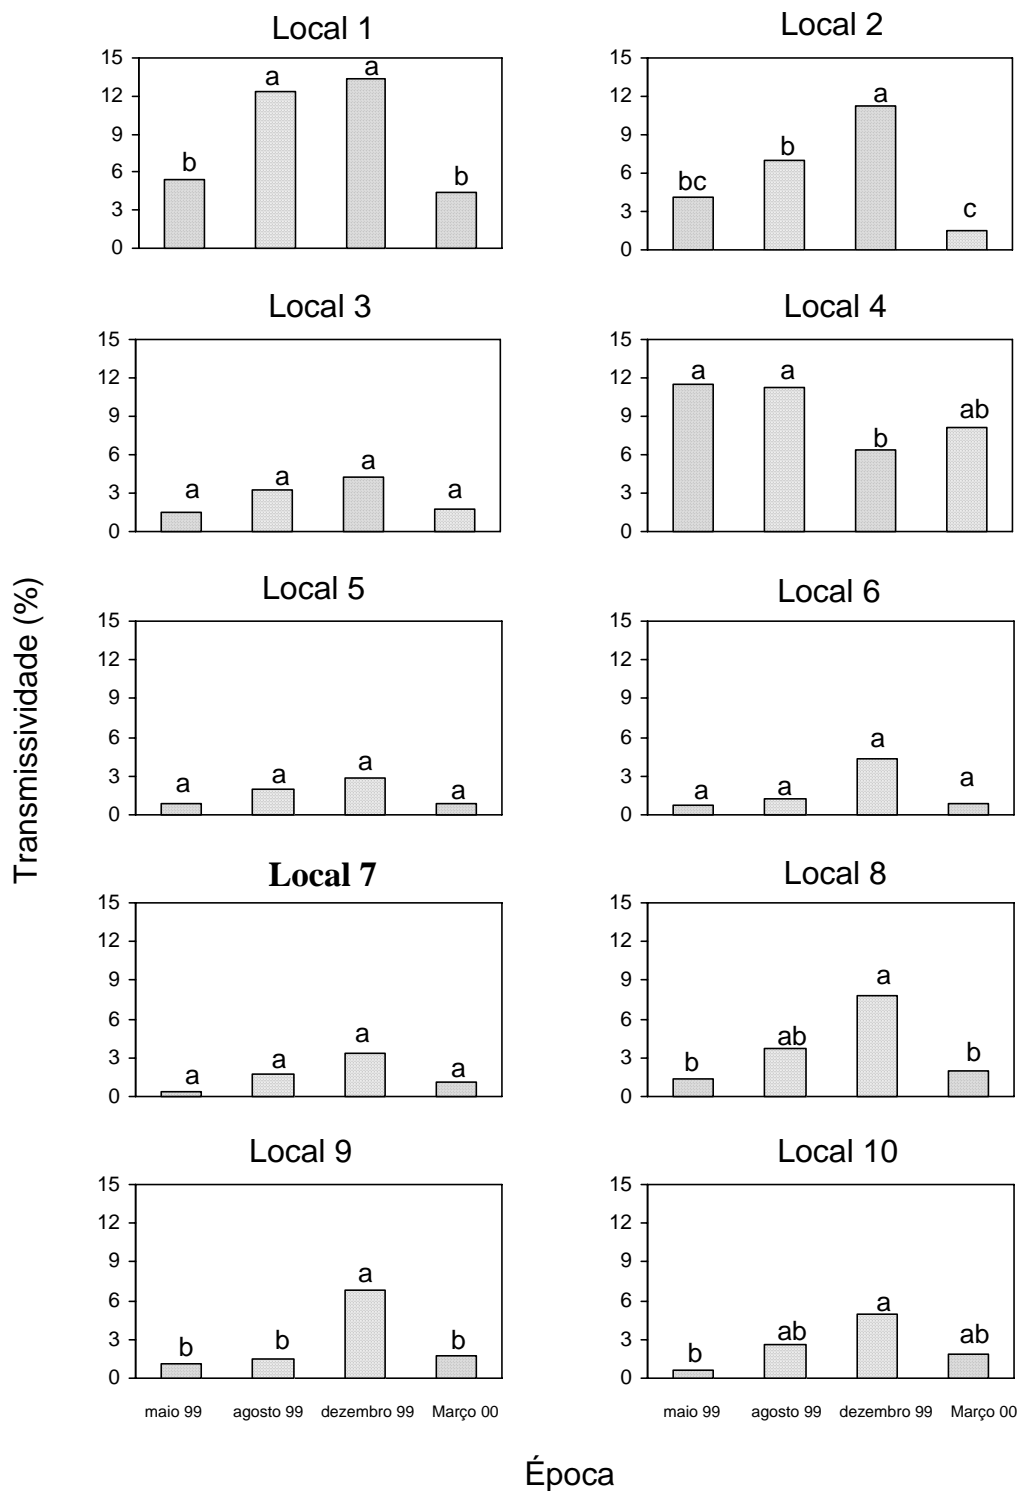 Local 1
15
12
9
6
3
0
b
a
a
b
Local 2
15
12
9
6
3
0
bc
b
a
c
Local 3
15
12
9
6
3
0
a
a
a
a
Local 4
15
12
9
6
3
0
a
a
b
ab
Transmissividade (%)
Local 5
15
12
9
6
3
0
a
a
a
a
Local 6
15
12
9
6
3
0
a
a
a
a
Local 7
15
12
9
6
3
0
a
a
a
a
Local 8
15
12
9
6
3
0
b
ab
a
b
Local 9
15
12
9
6
3
0
b
b
a
b
maio 99 agosto 99 dezembro 99 Março 00
Local 10
15
12
9
6
3
0
b
ab
a
ab
maio 99 agosto 99 dezembro 99 Março 00
Época